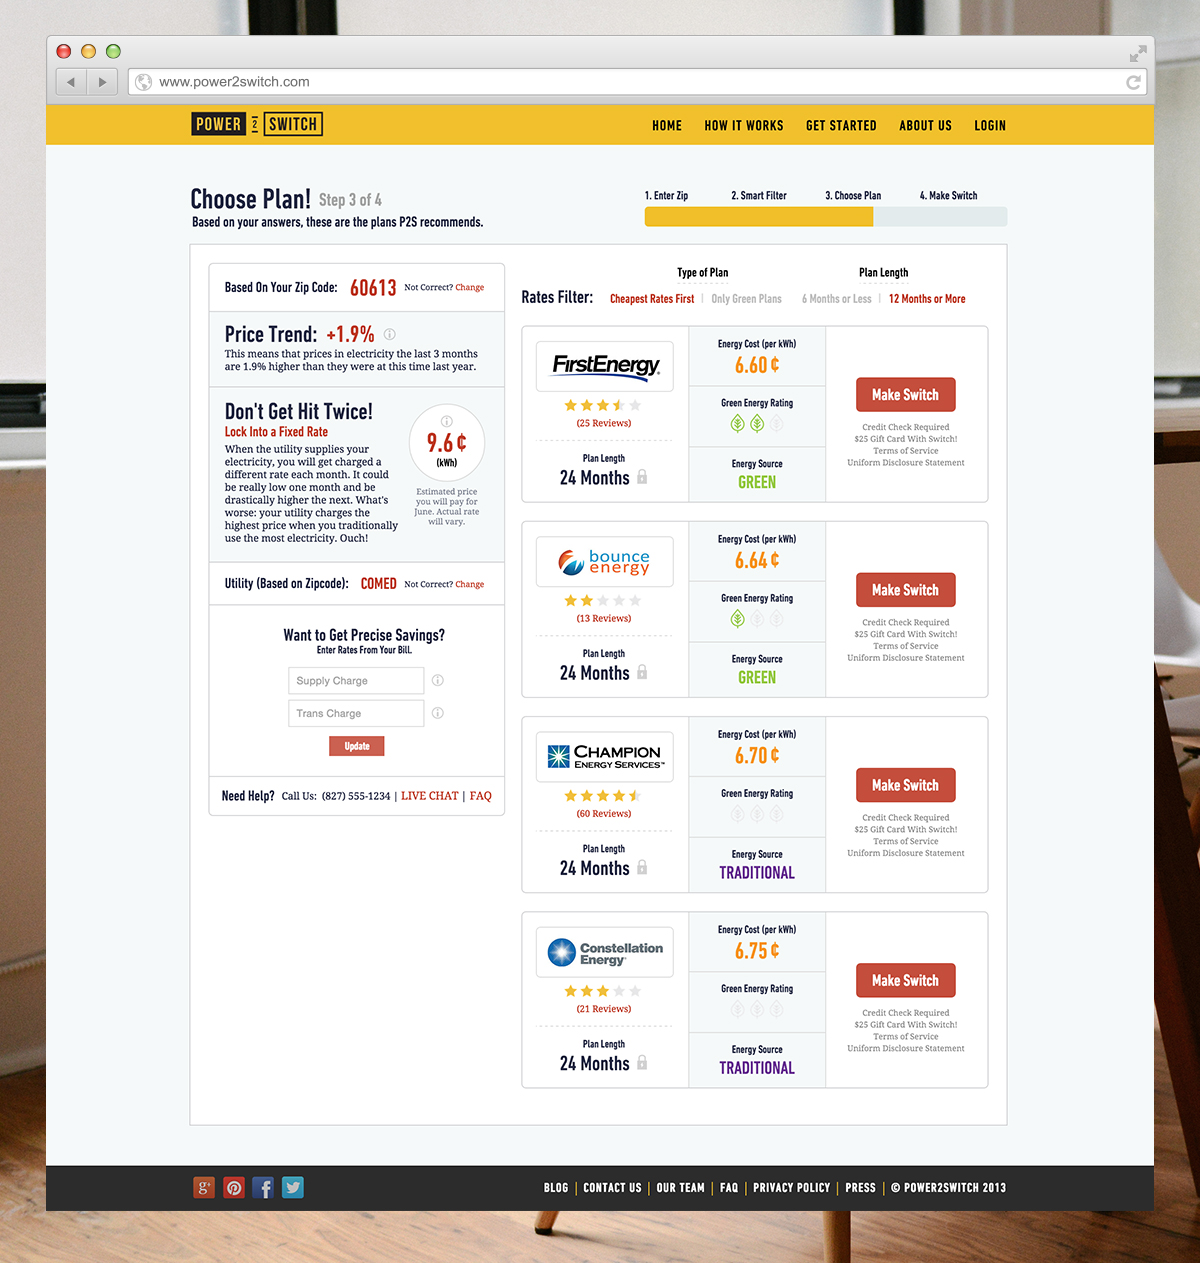 www.power2switch.com
POWER 2 SWITCH
HOME HOW IT WORKS GET STARTED ABOUT US LOGIN
Choose Plan! Step 3 of 4
Based on your answers, these are the plans P2S recommends.
1. Enter Zip 2. Smart Filter 3. Choose Plan 4. Make Switch
Based On Your Zip Code: 60613 Not Correct? Change
Price Trend: +1.9%
This means that prices in electricity the last 3 months
are 1.9% higher than they were at this time last year.
Don't Get Hit Twice!
Lock Into a Fixed Rate
When the utility supplies your
electricity, you will get charged a
different rate each month. It could
be really low one month and be
drastically higher the next. What's
worse: your utility charges the
highest price when you traditionally
use the most electricity. Ouch!
9.6 ¢
(kWh)
Estimated price
you will pay for
June. Actual rate
will vary.
Utility (Based on Zipcode): COMED Not Correct? Change
Want to Get Precise Savings?
Enter Rates From Your Bill.
Supply Charge
Trans Charge
Update
Need Help? Call Us: (827) 555-1234 | LIVE CHAT | FAQ
Type of Plan Plan Length
Rates Filter: Cheapest Rates First | Only Green Plans 6 Months or Less | 12 Months or More
FirstEnergy
(25 Reviews)
Plan Length
24 Months
Energy Cost (per kWh)
6.60 ¢
Green Energy Rating
Energy Source
GREEN
Make Switch
Credit Check Required
$25 Gift Card With Switch!
Terms of Service
Uniform Disclosure Statement
bounce
energy
(13 Reviews)
Plan Length
24 Months
Energy Cost (per kWh)
6.64 ¢
Green Energy Rating
Energy Source
GREEN
Make Switch
Credit Check Required
$25 Gift Card With Switch!
Terms of Service
Uniform Disclosure Statement
CHAMPION
ENERGY SERVICES™
(60 Reviews)
Plan Length
24 Months
Energy Cost (per kWh)
6.70 ¢
Green Energy Rating
Energy Source
TRADITIONAL
Make Switch
Credit Check Required
$25 Gift Card With Switch!
Terms of Service
Uniform Disclosure Statement
Constellation
Energy
(21 Reviews)
Plan Length
24 Months
Energy Cost (per kWh)
6.75 ¢
Green Energy Rating
Energy Source
TRADITIONAL
Make Switch
Credit Check Required
$25 Gift Card With Switch!
Terms of Service
Uniform Disclosure Statement
BLOG | CONTACT US | OUR TEAM | FAQ | PRIVACY POLICY | PRESS | © POWER2SWITCH 2013